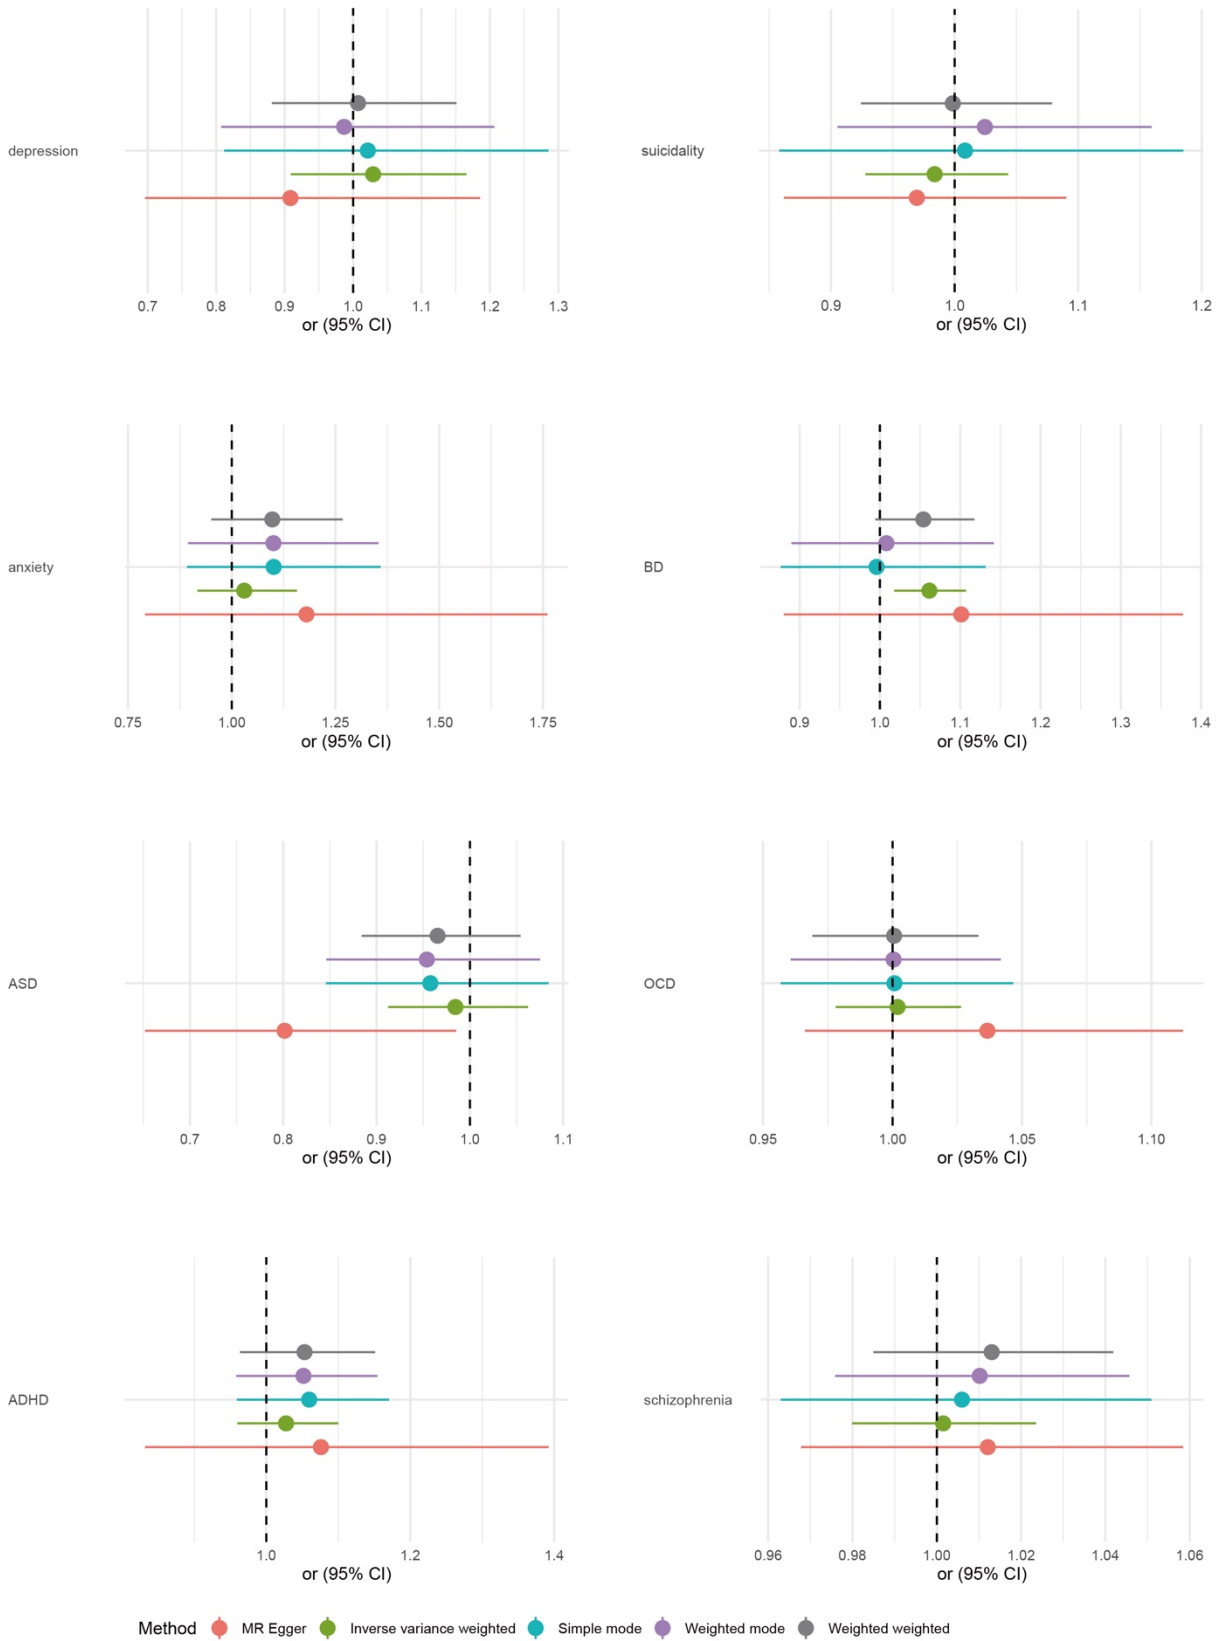 depression
0.7 0.8 0.9 1.0 1.1 1.2 1.3
or (95% CI)
suicidality
0.9 1.0 1.1 1.2
or (95% CI)
anxiety
0.75 1.00 1.25 1.50 1.75
or (95% CI)
BD
0.9 1.0 1.1 1.2 1.3 1.4
or (95% CI)
ASD
0.7 0.8 0.9 1.0 1.1
or (95% CI)
OCD
0.95 1.00 1.05 1.10
or (95% CI)
ADHD
1.0 1.2 1.4
or (95% CI)
schizophrenia
0.96 0.98 1.00 1.02 1.04 1.06
or (95% CI)
Method MR Egger Inverse variance weighted Simple mode Weighted mode Weighted weighted